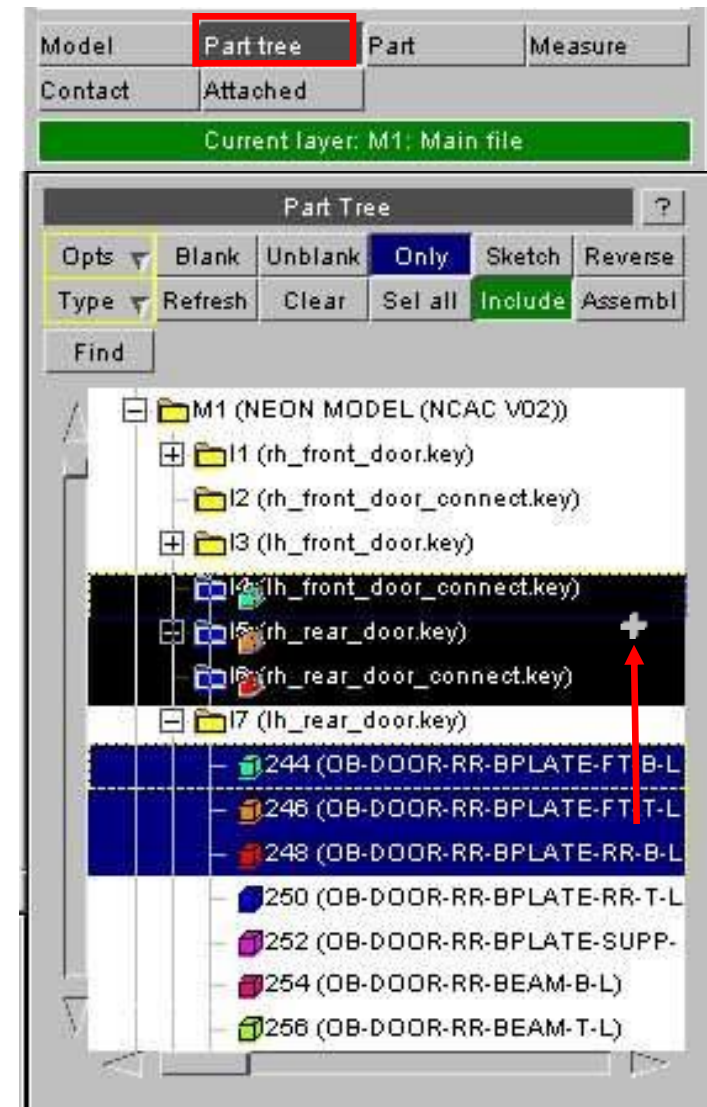 Model Part tree Part Measure
Contact Attached
Current layer: M1: Main file
Part Tree ?
Opts Blank Unblank Only Sketch Reverse
Type Refresh Clear Sel all Include Assembl
Find
M1 (NEON MODEL (NCAC V02))
I1 (rh_front_door.key)
I2 (rh_front_door_connect.key)
I3 (lh_front_door.key)
I4 (lh_front_door_connect.key)
I5 (rh_rear_door.key)
I6 (rh_rear_door_connect.key)
I7 (lh_rear_door.key)
244 (OB-DOOR-RR-BPLATE-FT-B-L
246 (OB-DOOR-RR-BPLATE-FT-T-L
248 (OB-DOOR-RR-BPLATE-RR-B-L
250 (OB-DOOR-RR-BPLATE-RR-T-L
252 (OB-DOOR-RR-BPLATE-SUPP-
254 (OB-DOOR-RR-BEAM-B-L)
256 (OB-DOOR-RR-BEAM-T-L)